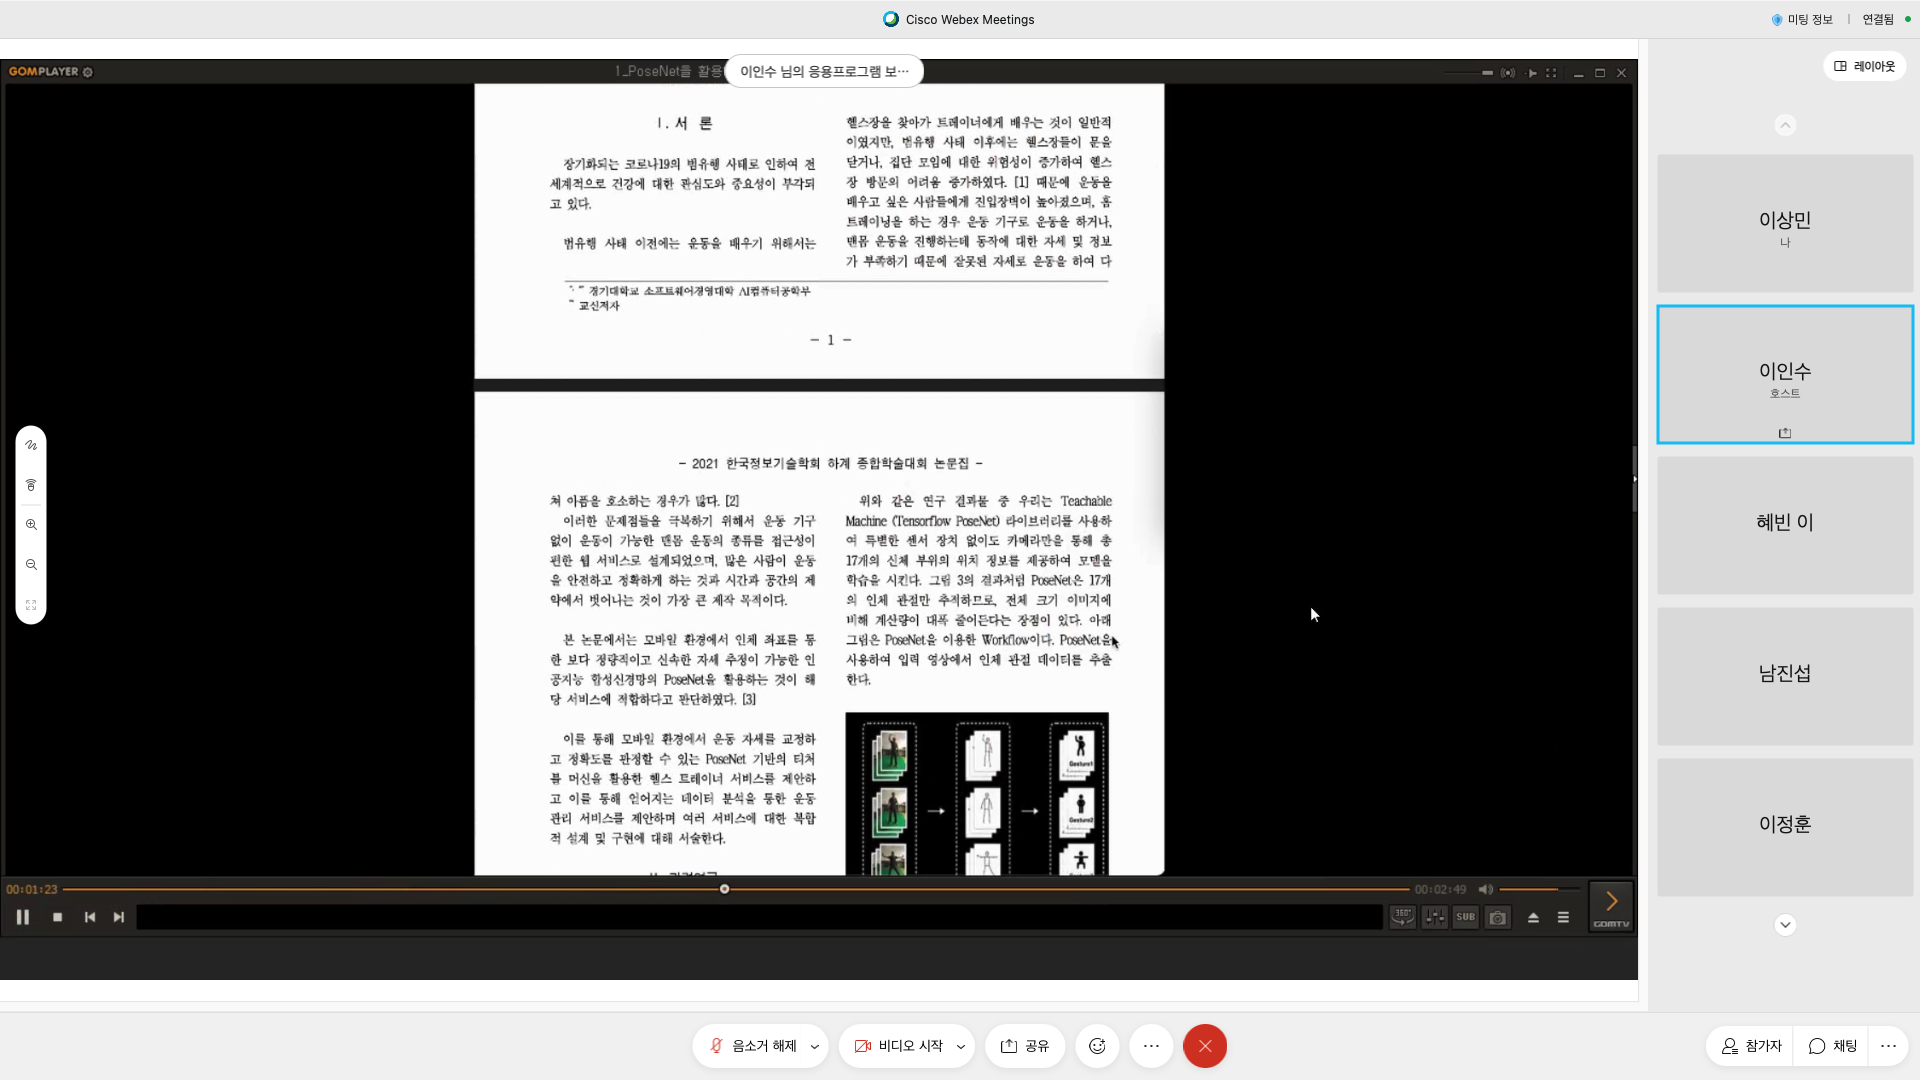 Cisco Webex Meetings
미팅 정보
연결됨
GOMPLAYER
1_PoseNet을 활용
이인수 님의 응용프로그램 보…
레이아웃
I. 서 론
장기화되는 코로나19의 범유행 사태로 인하여 전
세계적으로 건강에 대한 관심도와 중요성이 부각되
고 있다.
범유행 사태 이전에는 운동을 배우기 위해서는
헬스장을 찾아가 트레이너에게 배우는 것이 일반적
이였지만, 범유행 사태 이후에는 헬스장들이 문을
닫거나, 집단 모임에 대한 위험성이 증가하여 헬스
장 방문의 어려움 증가하였다. [1] 때문에 운동을
배우고 싶은 사람들에게 진입장벽이 높아졌으며, 홈
트레이닝을 하는 경우 운동 기구로 운동을 하거나,
맨몸 운동을 진행하는데 동작에 대한 자세 및 정보
가 부족하기 때문에 잘못된 자세로 운동을 하여 다
*, ** 경기대학교 소프트웨어경영대학 AI컴퓨터공학부
** 교신저자
- 1 -
- 2021 한국정보기술학회 하계 종합학술대회 논문집 -
쳐 아픔을 호소하는 경우가 많다. [2]
이러한 문제점들을 극복하기 위해서 운동 기구
없이 운동이 가능한 맨몸 운동의 종류를 접근성이
편한 웹 서비스로 설계되었으며, 많은 사람이 운동
을 안전하고 정확하게 하는 것과 시간과 공간의 제
약에서 벗어나는 것이 가장 큰 제작 목적이다.
본 논문에서는 모바일 환경에서 인체 좌표를 통
한 보다 정량적이고 신속한 자세 추정이 가능한 인
공지능 합성신경망의 PoseNet을 활용하는 것이 해
당 서비스에 적합하다고 판단하였다. [3]
이를 통해 모바일 환경에서 운동 자세를 교정하
고 정확도를 판정할 수 있는 PoseNet 기반의 티처
블 머신을 활용한 헬스 트레이너 서비스를 제안하
고 이를 통해 얻어지는 데이터 분석을 통한 운동
관리 서비스를 제안하며 여러 서비스에 대한 복합
적 설계 및 구현에 대해 서술한다.
위와 같은 연구 결과물 중 우리는 Teachable
Machine (Tensorflow PoseNet) 라이브러리를 사용하
여 특별한 센서 장치 없이도 카메라만을 통해 총
17개의 신체 부위의 위치 정보를 제공하여 모델을
학습을 시킨다. 그림 3의 결과처럼 PoseNet은 17개
의 인체 관절만 추적하므로, 전체 크기 이미지에
비해 계산량이 대폭 줄어든다는 장점이 있다. 아래
그림은 PoseNet을 이용한 Workflow이다. PoseNet을
사용하여 입력 영상에서 인체 관절 데이터를 추출
한다.
Gesture1
Gesture2
00:01:23
00:02:49
360°
SUB
GOMTV
이상민
나
이인수
호스트
혜빈 이
남진섭
이정훈
음소거 해제
비디오 시작
공유
참가자
채팅